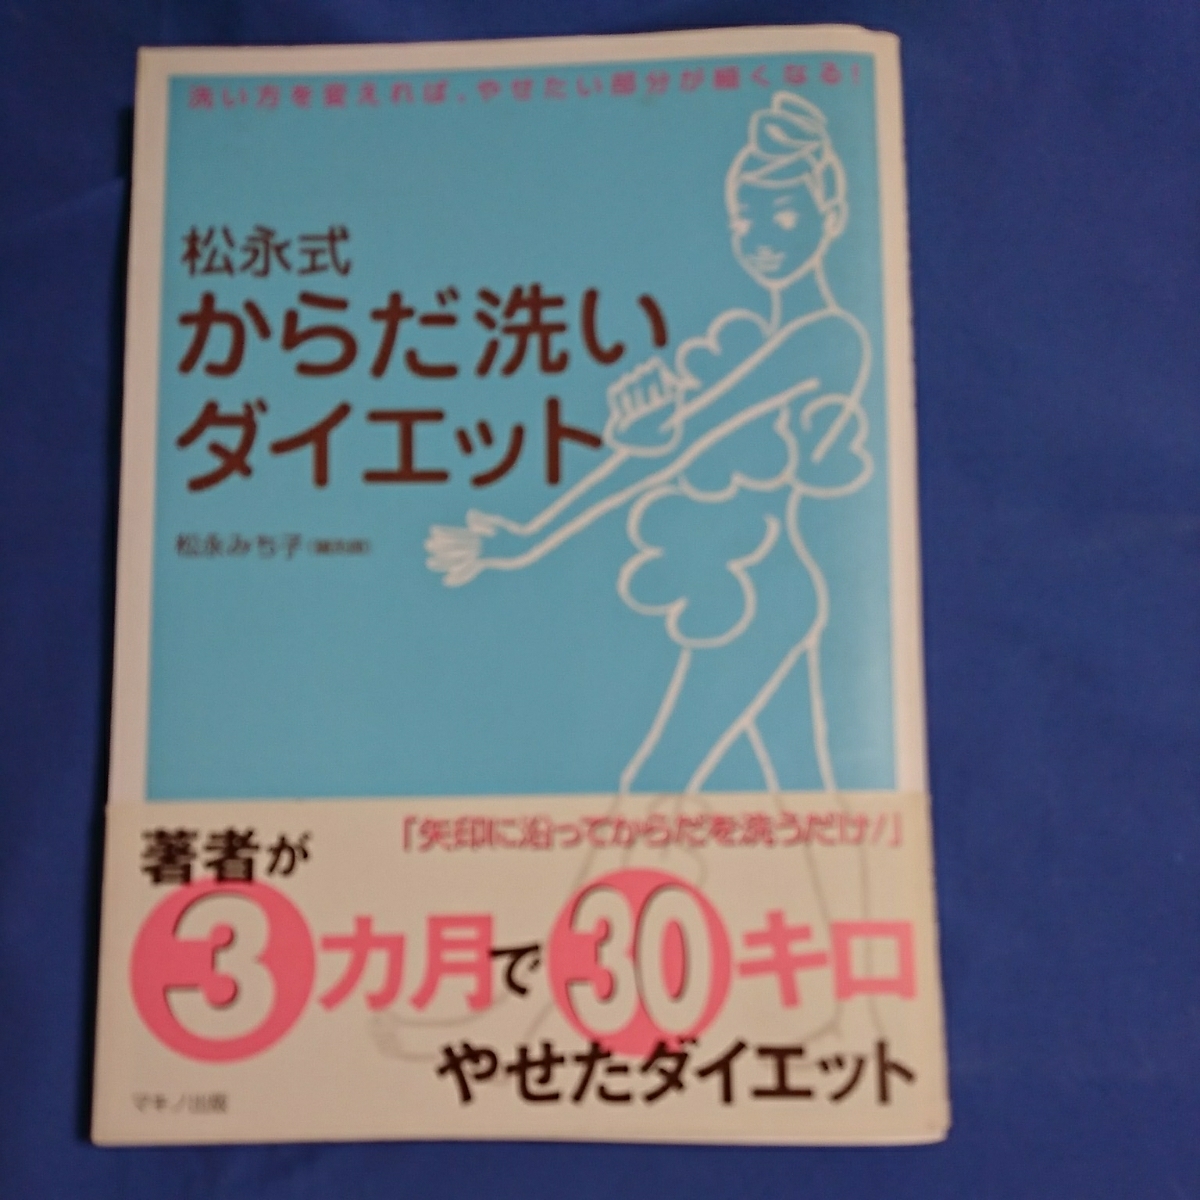 洗い方を変えれば、やせたい部分が細くなる!
松永式
からだ洗い
ダイエット
松永みち子
「矢印に沿ってからだを洗うだけ!」
著者が
3カ月で30キロ
やせたダイエット
マキノ出版